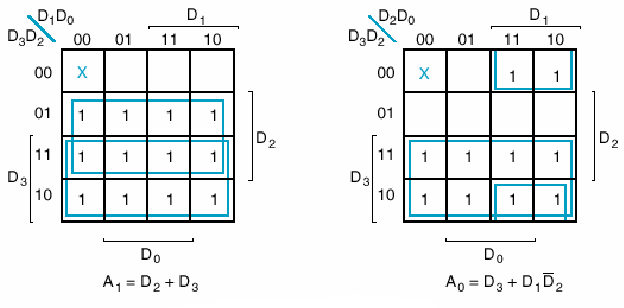 D1D0 D1
D3D2 00 01 11 10
00 X
01 1 1 1 1
11 1 1 1 1
10 1 1 1 1
D3 D2
D0
A1 = D2 + D3
D2D0 D1
D3D2 00 01 11 10
00 X 1 1
01
11 1 1 1 1
10 1 1 1 1
D3 D2
D0
A0 = D3 + D1D̅2